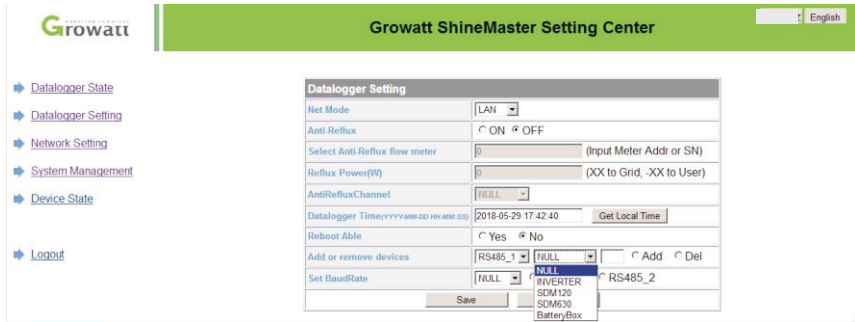 Growatt
Growatt ShineMaster Setting Center
English
Datalogger State
Datalogger Setting
Network Setting
System Management
Device State
Logout
Datalogger Setting
Net Mode LAN
Anti-Reflux ON OFF
Select Anti-Reflux flow meter 0 (Input Meter Addr or SN)
Reflux Power(W) 0 (XX to Grid, -XX to User)
AntiRefluxChannel NULL
Datalogger Time(YYYY-MM-DD HH:MM:SS) 2018-05-29 17:42:40 Get Local Time
Reboot Able Yes No
Add or remove devices RS485_1 NULL Add Del
Set BaudRate NULL RS485_2
NULL
INVERTER
SDM120
SDM630
BatteryBox
Save